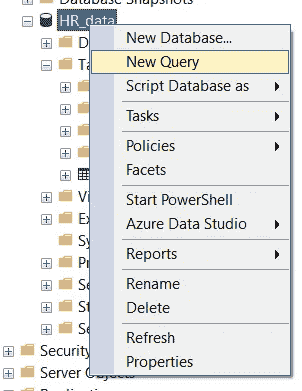 Database Snapshots
HR_data
D
New Database...
Ta
New Query
Script Database as
Tasks
Policies
Facets
Vi
Start PowerShell
Ex
Azure Data Studio
Sy
Pr
Reports
Se
Rename
St
Delete
Se
Refresh
Security
Properties
Server Objects